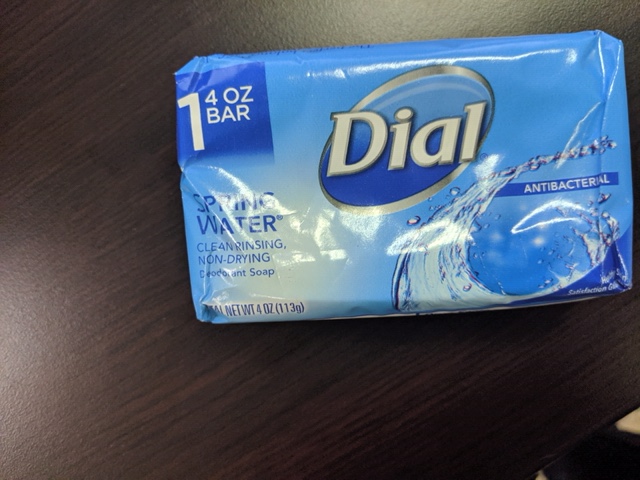 1 4 OZ
BAR
Dial
ANTIBACTERIAL
SPRING
WATER®
CLEAN RINSING,
NON-DRYING
Deodorant Soap
NET WT 4 OZ (113g)
Satisfaction